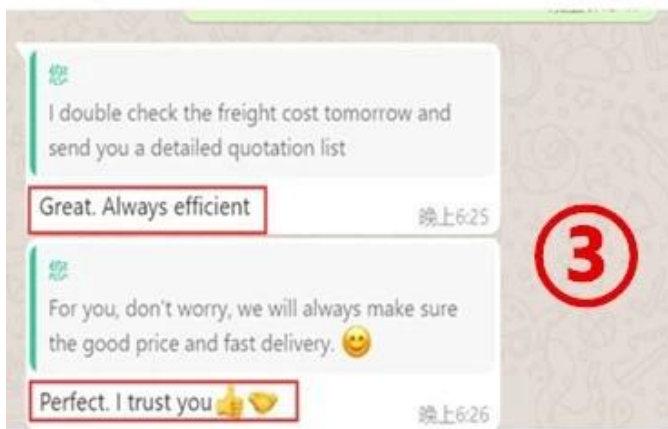 您
I double check the freight cost tomorrow and
send you a detailed quotation list
Great. Always efficient
晚上6:25
③
您
For you, don't worry, we will always make sure
the good price and fast delivery. 😊
Perfect. I trust you👍🤝
晚上6:26